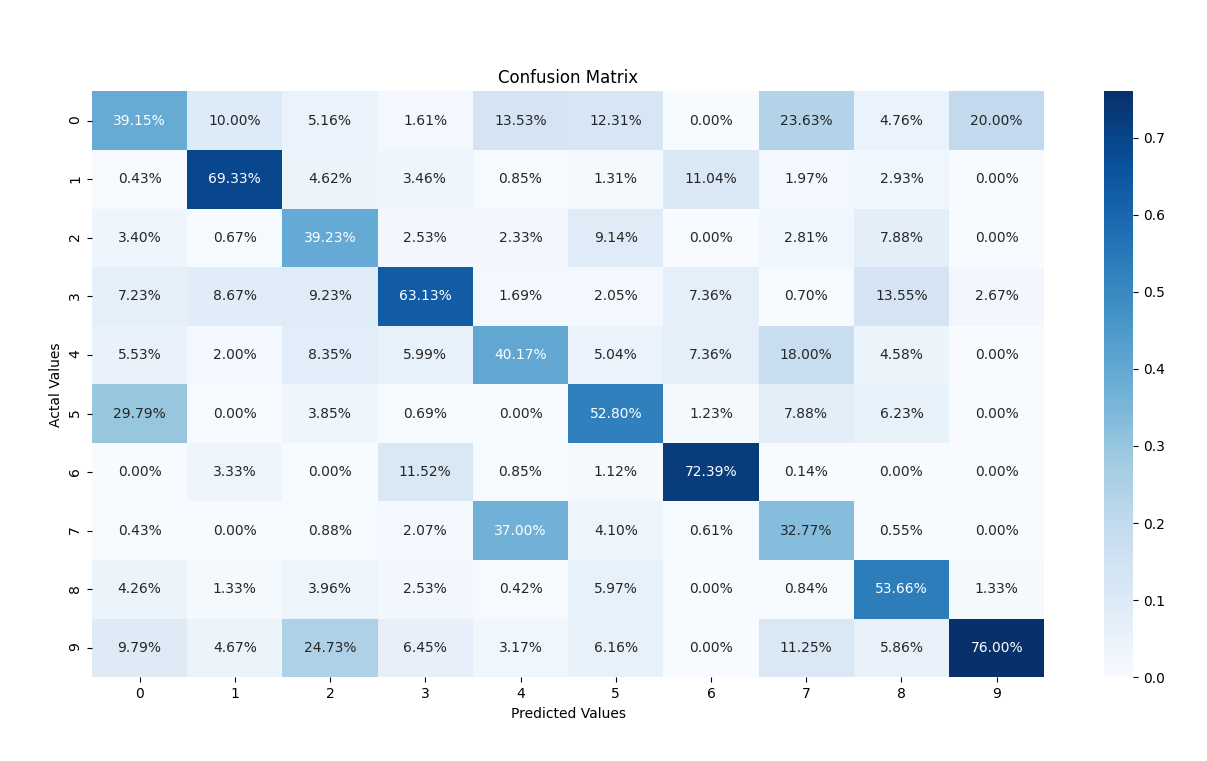 Confusion Matrix
0 39.15% 10.00% 5.16% 1.61% 13.53% 12.31% 0.00% 23.63% 4.76% 20.00%
1 0.43% 69.33% 4.62% 3.46% 0.85% 1.31% 11.04% 1.97% 2.93% 0.00%
2 3.40% 0.67% 39.23% 2.53% 2.33% 9.14% 0.00% 2.81% 7.88% 0.00%
3 7.23% 8.67% 9.23% 63.13% 1.69% 2.05% 7.36% 0.70% 13.55% 2.67%
4 5.53% 2.00% 8.35% 5.99% 40.17% 5.04% 7.36% 18.00% 4.58% 0.00%
5 29.79% 0.00% 3.85% 0.69% 0.00% 52.80% 1.23% 7.88% 6.23% 0.00%
6 0.00% 3.33% 0.00% 11.52% 0.85% 1.12% 72.39% 0.14% 0.00% 0.00%
7 0.43% 0.00% 0.88% 2.07% 37.00% 4.10% 0.61% 32.77% 0.55% 0.00%
8 4.26% 1.33% 3.96% 2.53% 0.42% 5.97% 0.00% 0.84% 53.66% 1.33%
9 9.79% 4.67% 24.73% 6.45% 3.17% 6.16% 0.00% 11.25% 5.86% 76.00%
0 1 2 3 4 5 6 7 8 9
Predicted Values
Actal Values
0.7
0.6
0.5
0.4
0.3
0.2
0.1
0.0